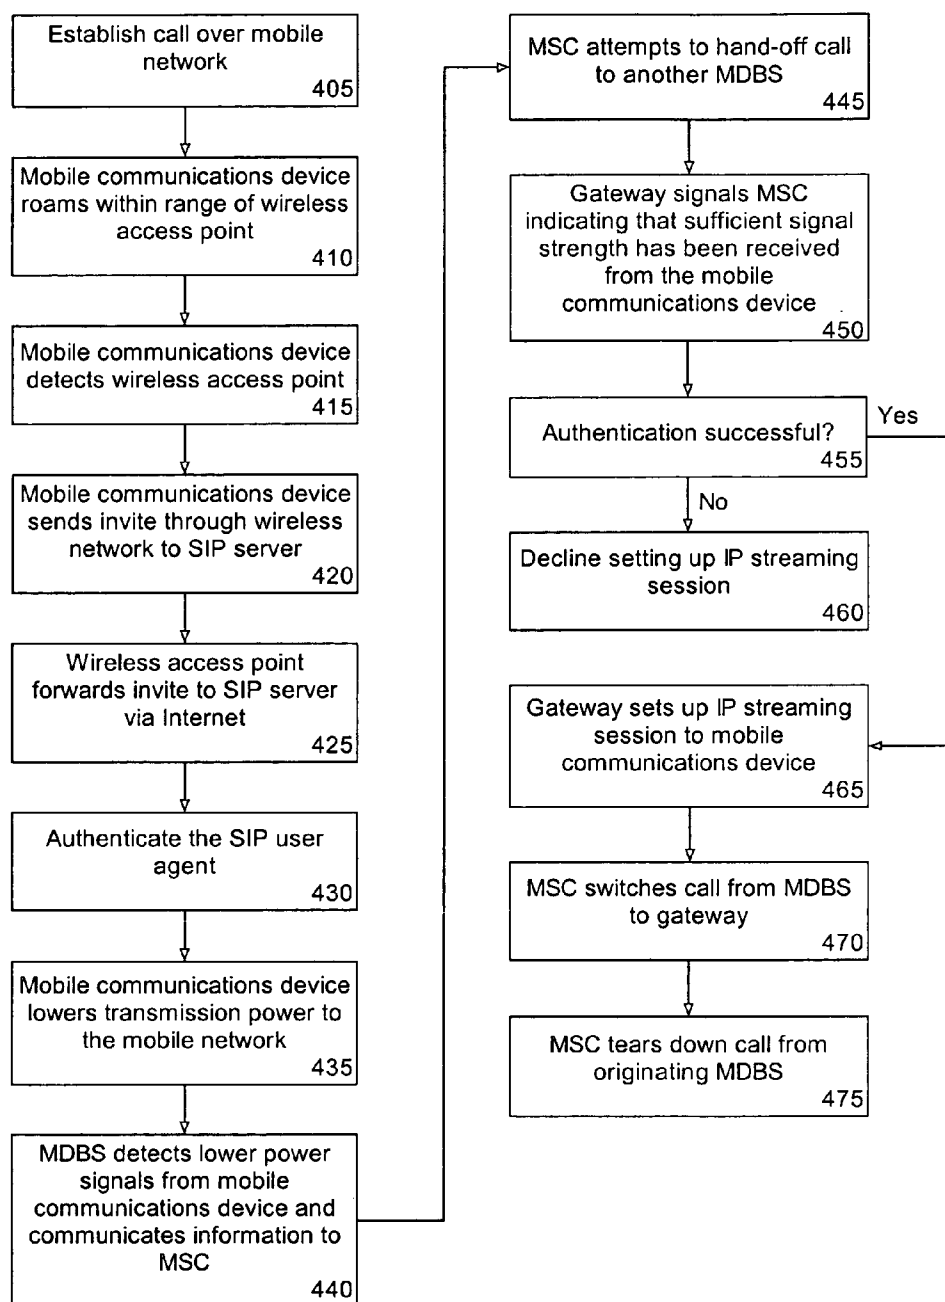 Establish call over mobile
network
405
Mobile communications device
roams within range of wireless
access point
410
Mobile communications device
detects wireless access point
415
Mobile communications device
sends invite through wireless
network to SIP server
420
Wireless access point
forwards invite to SIP server
via Internet
425
Authenticate the SIP user
agent
430
Mobile communications device
lowers transmission power to
the mobile network
435
MDBS detects lower power
signals from mobile
communications device and
communicates information to
MSC
440
MSC attempts to hand-off call
to another MDBS
445
Gateway signals MSC
indicating that sufficient signal
strength has been received
from the mobile
communications device
450
Authentication successful?
455
Yes
No
Decline setting up IP streaming
session
460
Gateway sets up IP streaming
session to mobile
communications device
465
MSC switches call from MDBS
to gateway
470
MSC tears down call from
originating MDBS
475